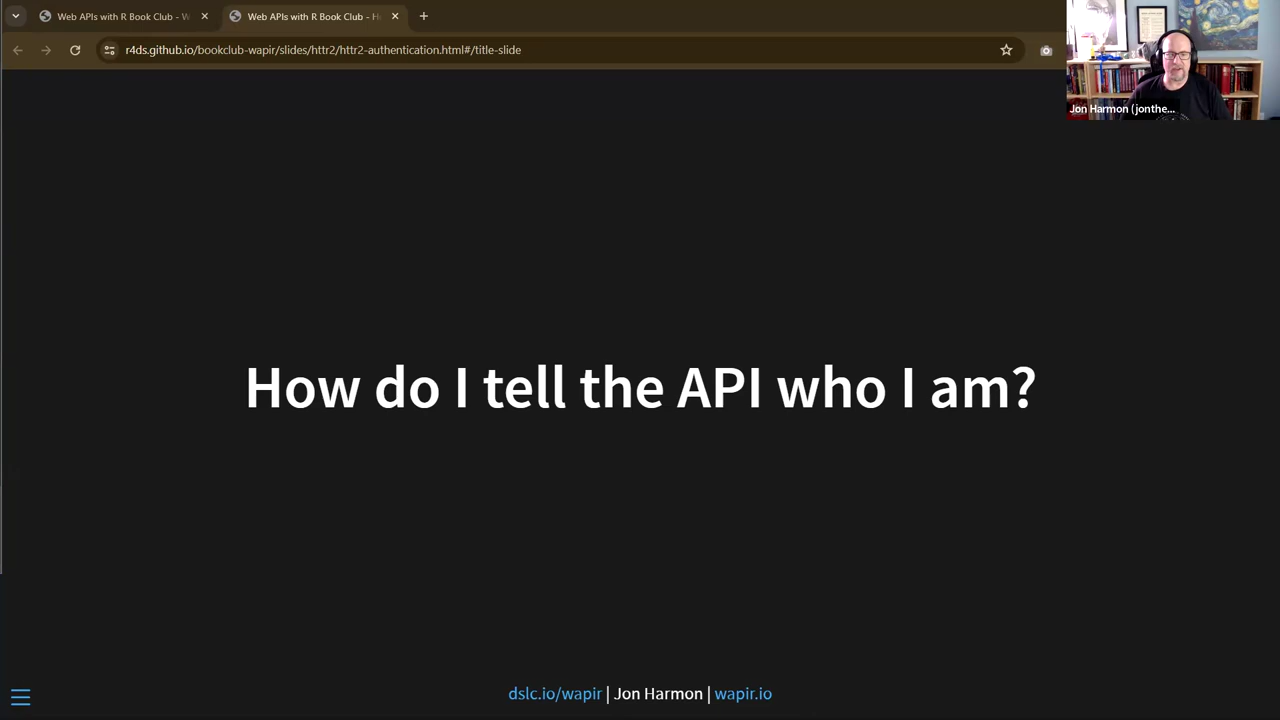 Web APIs with R Book Club - W
Web APIs with R Book Club - H
r4ds.github.io/bookclub-wapir/slides/httr2/httr2-authentication.html#/title-slide
Jon Harmon (jonthe...
How do I tell the API who I am?
dslc.io/wapir | Jon Harmon | wapir.io